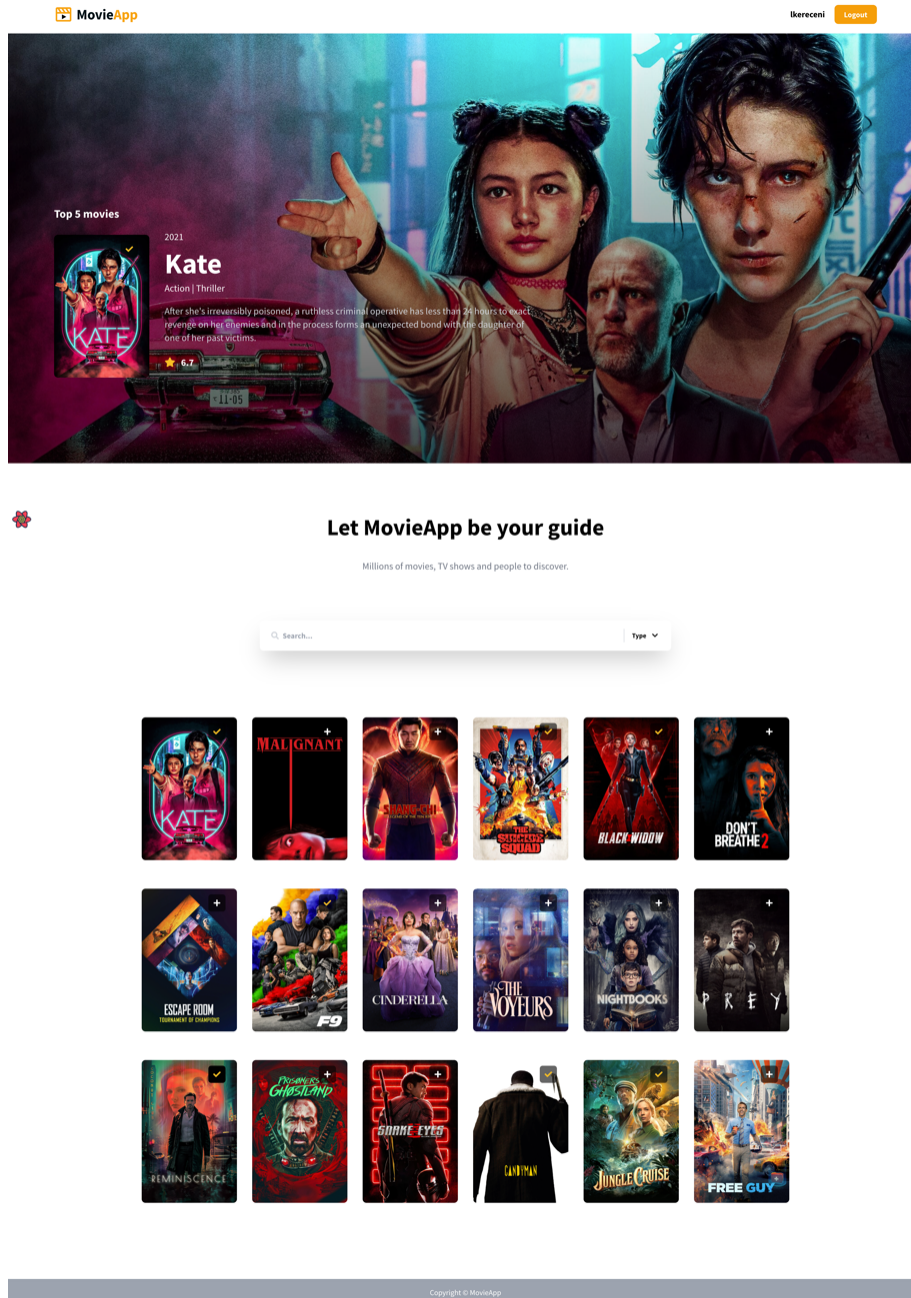 MovieApp
lkereceni
Logout
Top 5 movies
KATE
2021
Kate
Action | Thriller
After she's irreversibly poisoned, a ruthless criminal operative has less than 24 hours to exact
revenge on her enemies and in the process forms an unexpected bond with the daughter of
one of her past victims.
6.7
11-05
Let MovieApp be your guide
Millions of movies, TV shows and people to discover.
Search...
Type
KATE
MALIGNANT
SHANG-CHI
THE
SUICIDE
SQUAD
BLACK WIDOW
DON'T
BREATHE 2
ESCAPE ROOM
TOURNAMENT OF CHAMPIONS
F9
CINDERELLA
THE
VOYEURS
NIGHTBOOKS
PREY
REMINISCENCE
PRISONERS
GHOSTLAND
SNAKE EYES
CANDYMAN
JUNGLE CRUISE
FREE GUY
Copyright © MovieApp